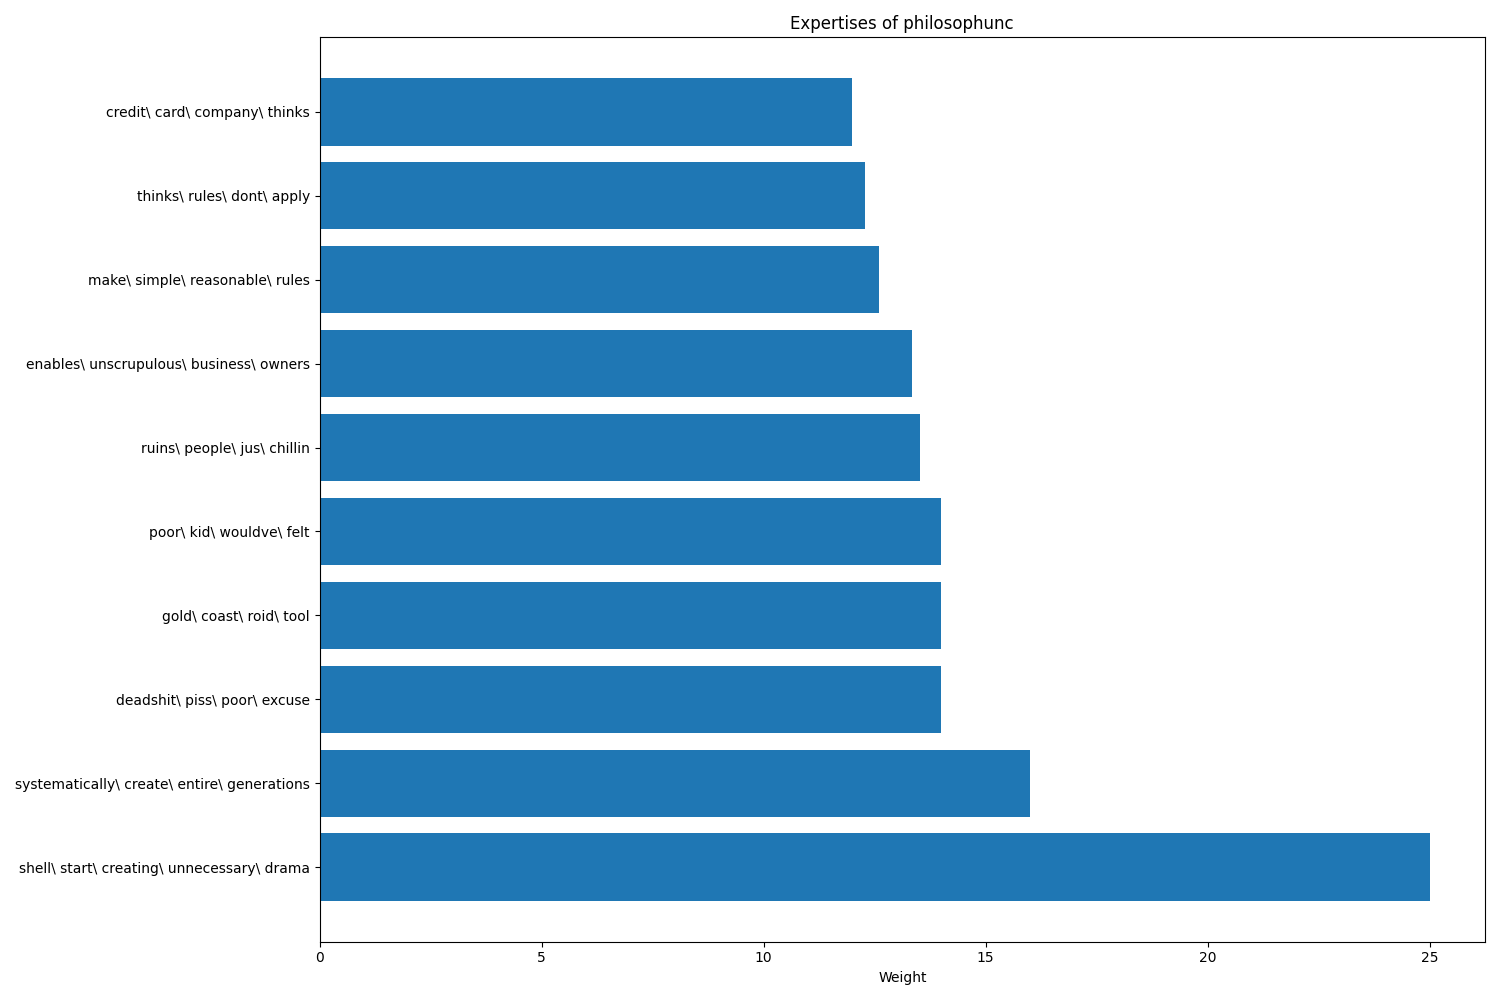 Expertises of philosophunc
credit\ card\ company\ thinks
thinks\ rules\ dont\ apply
make\ simple\ reasonable\ rules
enables\ unscrupulous\ business\ owners
ruins\ people\ jus\ chillin
poor\ kid\ wouldve\ felt
gold\ coast\ roid\ tool
deadshit\ piss\ poor\ excuse
systematically\ create\ entire\ generations
shell\ start\ creating\ unnecessary\ drama
0 5 10 15 20 25
Weight